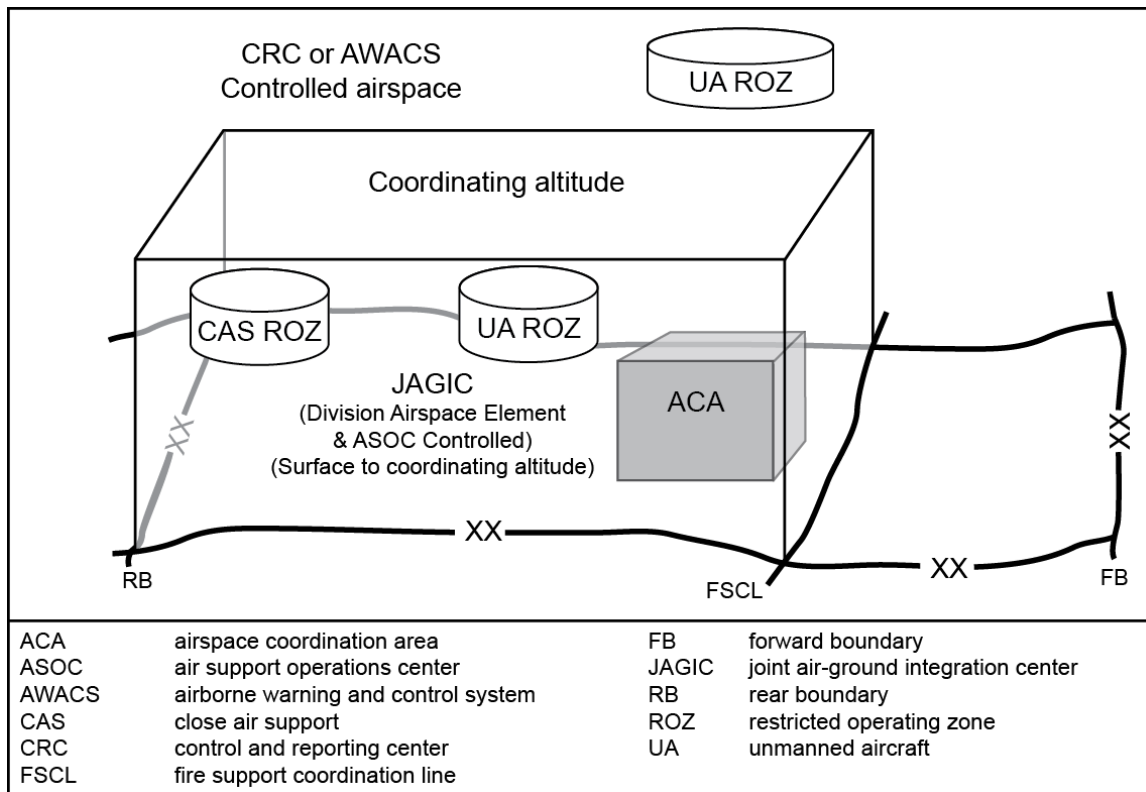 CRC or AWACS
Controlled airspace
UA ROZ
Coordinating altitude
CAS ROZ
UA ROZ
JAGIC
(Division Airspace Element
& ASOC Controlled)
(Surface to coordinating altitude)
ACA
XX
XX
XX
XX
RB
FSCL
FB
ACA airspace coordination area
ASOC air support operations center
AWACS airborne warning and control system
CAS close air support
CRC control and reporting center
FSCL fire support coordination line
FB forward boundary
JAGIC joint air-ground integration center
RB rear boundary
ROZ restricted operating zone
UA unmanned aircraft